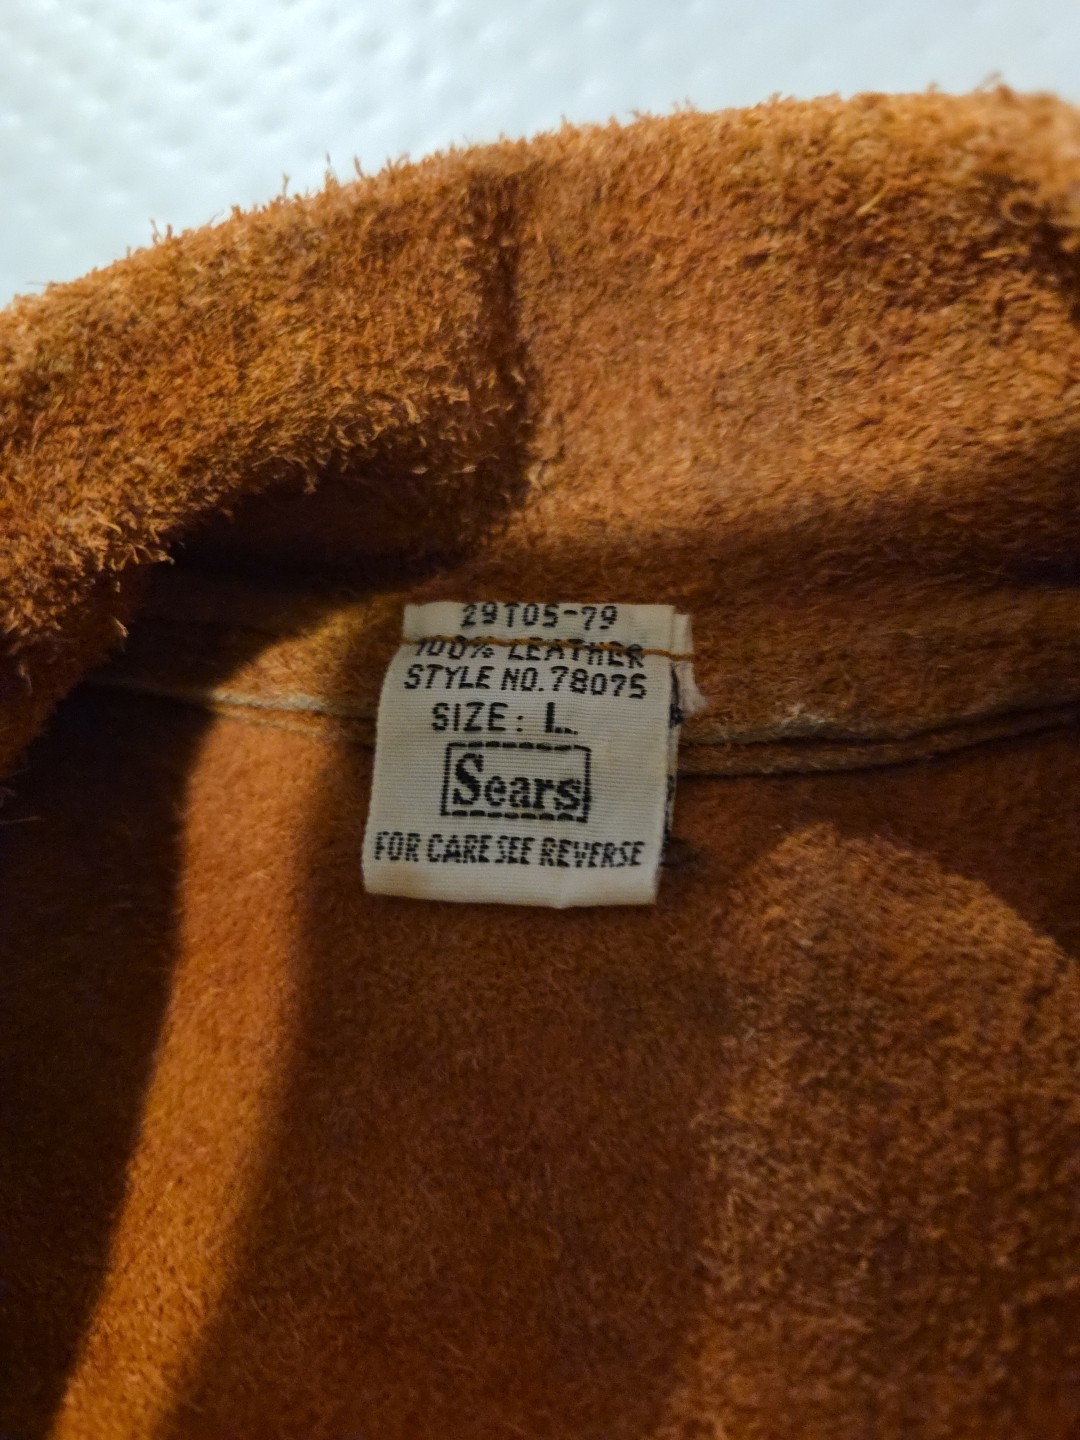 29T05-79
100% LEATHER
STYLE NO. 78075
SIZE: L
Sears
FOR CARE SEE REVERSE